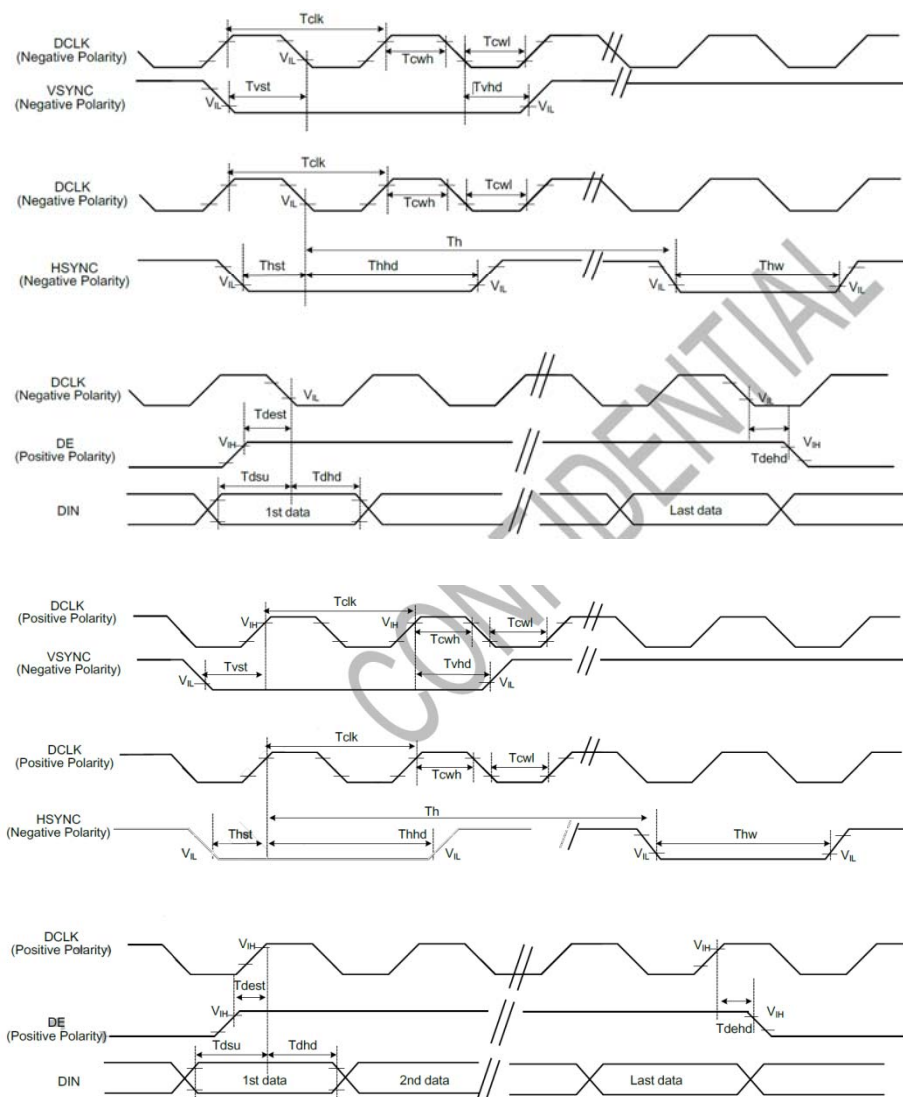 Tclk
DCLK
(Negative Polarity)
VIL
Tcwh
Tcwl
VSYNC
(Negative Polarity)
VIL
Tvst
Tvhd
VIL
Tclk
DCLK
(Negative Polarity)
VIL
Tcwh
Tcwl
Th
HSYNC
(Negative Polarity)
Thst
Thhd
Thw
VIL
VIL
VIL
VIL
DCLK
(Negative Polarity)
VIL
VIL
Tdest
DE
(Positive Polarity)
VIH
VIH
Tdehd
Tdsu
Tdhd
DIN
1st data
Last data
CONFIDENTIAL
DCLK
(Positive Polarity)
VIH
Tclk
VIH
Tcwh
Tcwl
VSYNC
(Negative Polarity)
VIL
Tvst
Tvhd
VIL
DCLK
(Positive Polarity)
Tclk
Tcwh
Tcwl
Th
HSYNC
(Negative Polarity)
Thst
Thhd
Thw
VIL
VIL
VIL
VIL
DCLK
(Positive Polarity)
VIH
VIH
Tdest
DE
(Positive Polarity)
VIH
VIH
Tdehd
Tdsu
Tdhd
DIN
1st data
2nd data
Last data